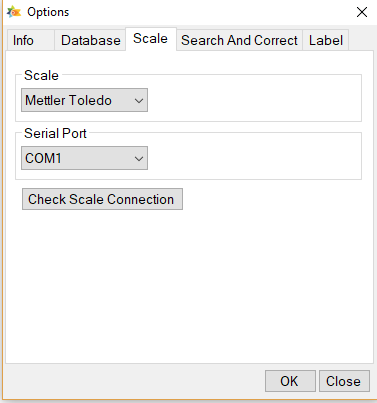 Options
Info Database Scale Search And Correct Label
Scale
Mettler Toledo
Serial Port
COM1
Check Scale Connection
OK Close